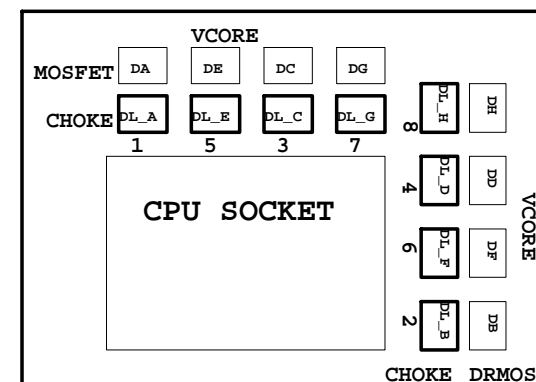 VCORE
MOSFET DA DE DC DG
CHOKE DL_A DL_E DL_C DL_G
1 5 3 7
CPU SOCKET
8 DL_H DH
4 DL_D DD
6 DL_F DF
2 DL_B DB
VCORE
CHOKE DRMOS